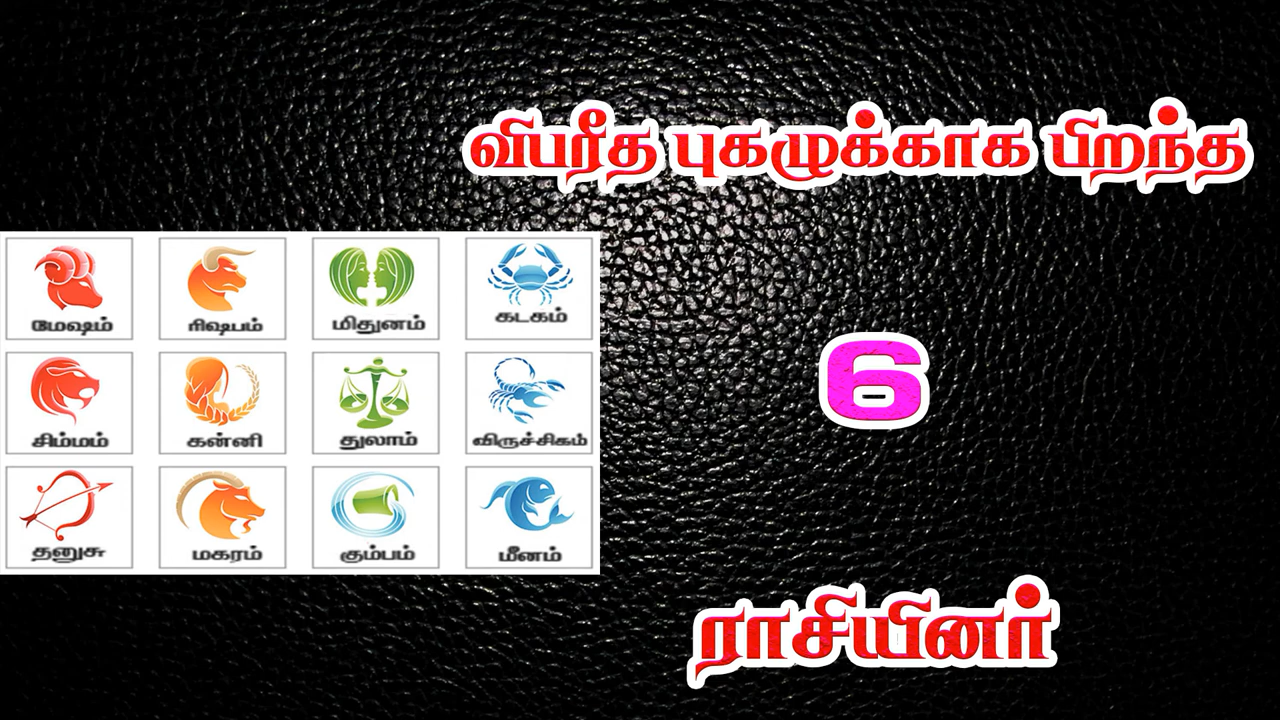 விபரீத புகழுக்காக பிறந்த
மேஷம் ரிஷபம் மிதுனம் கடகம்
6
சிம்மம் கன்னி துலாம் விருச்சிகம்
தனுசு மகரம் கும்பம் மீனம்
ராசியினர்